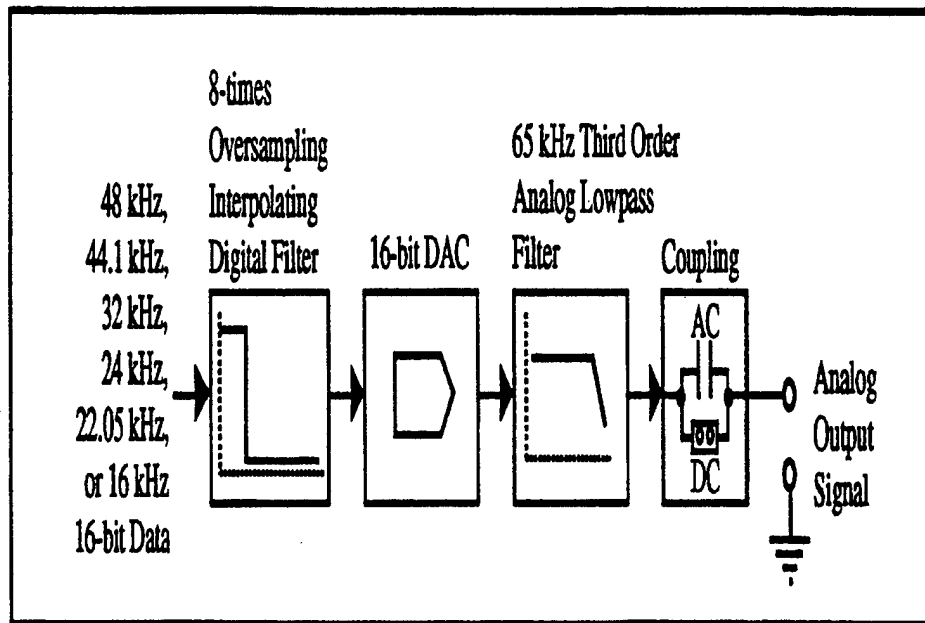 8-times
Oversampling
Interpolating
Digital Filter
48 kHz,
44.1 kHz,
32 kHz,
24 kHz,
22.05 kHz,
or 16 kHz
16-bit Data
16-bit DAC
65 kHz Third Order
Analog Lowpass
Filter
Coupling
AC
DC
Analog
Output
Signal